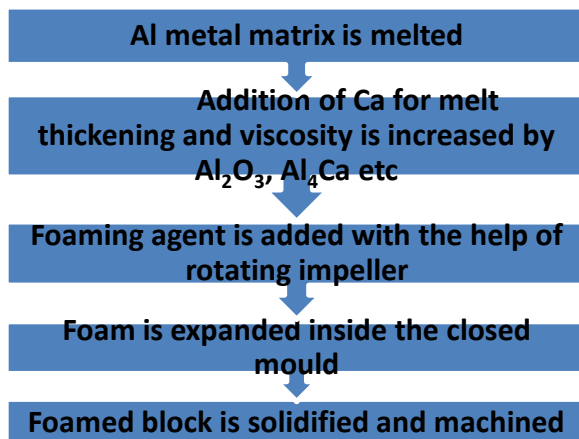 Al metal matrix is melted
Addition of Ca for melt
thickening and viscosity is increased by
Al₂O₃, Al₄Ca etc
Foaming agent is added with the help of
rotating impeller
Foam is expanded inside the closed
mould
Foamed block is solidified and machined